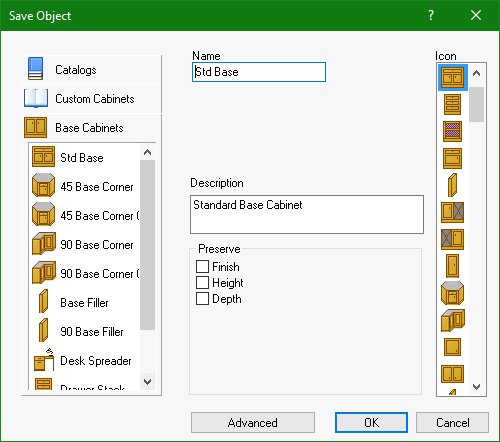 Save Object
?
Catalogs
Custom Cabinets
Base Cabinets
Std Base
45 Base Corner
45 Base Corner C
90 Base Corner
90 Base Corner C
Base Filler
90 Base Filler
Desk Spreader
Drawer Stack
Name
Std Base
Description
Standard Base Cabinet
Preserve
Finish
Height
Depth
Icon
Advanced
OK
Cancel